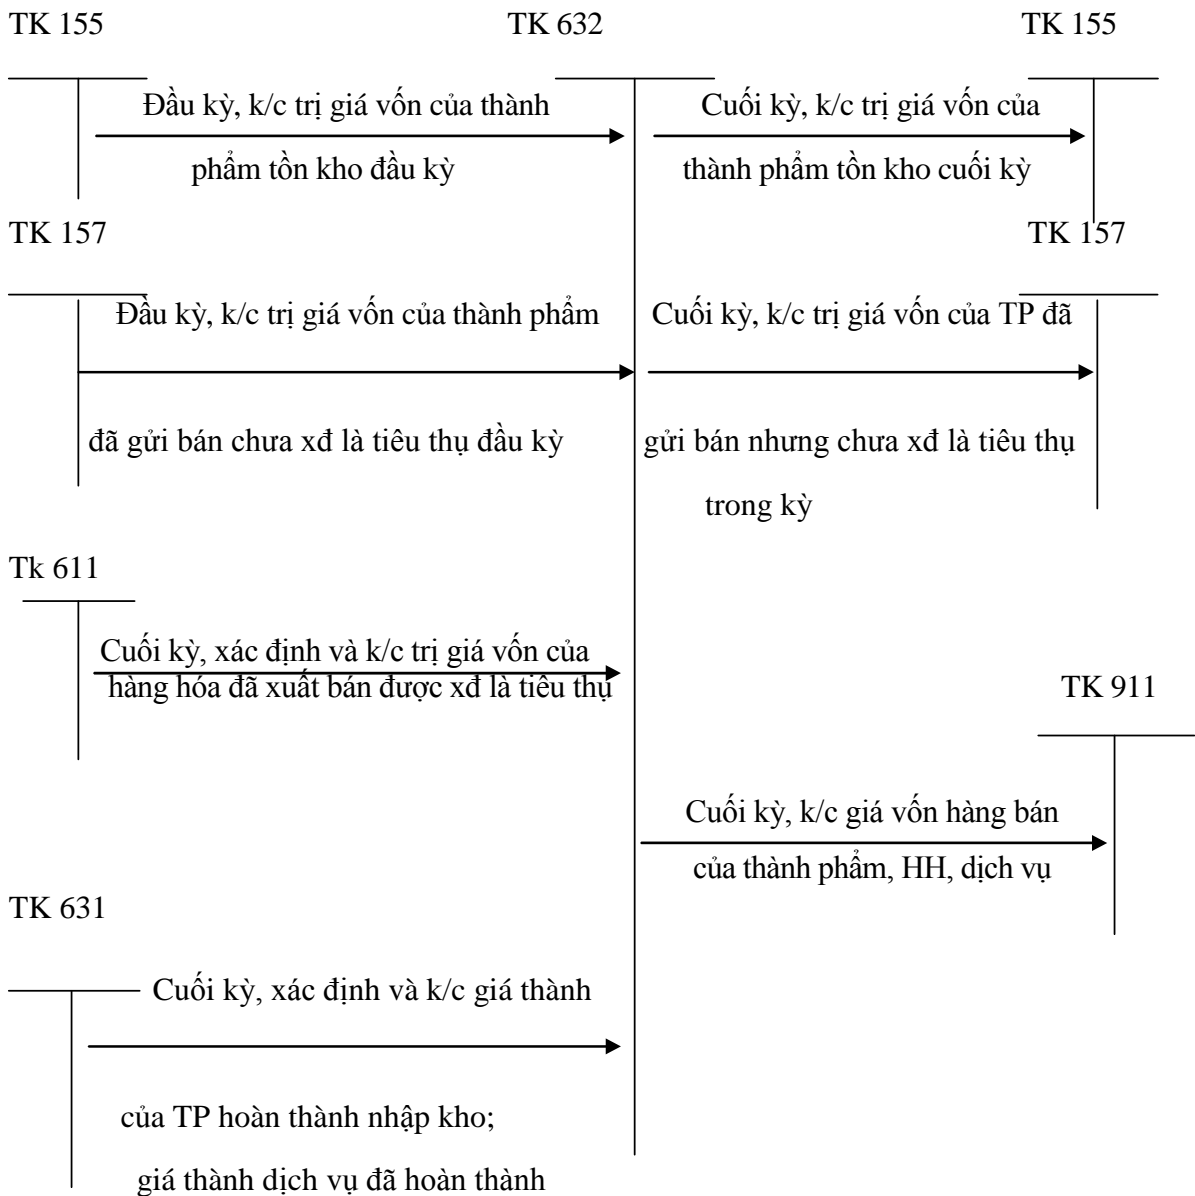 TK 155
TK 632
TK 155
Đầu kỳ, k/c trị giá vốn của thành
phẩm tồn kho đầu kỳ
Cuối kỳ, k/c trị giá vốn của
thành phẩm tồn kho cuối kỳ
TK 157
TK 157
Đầu kỳ, k/c trị giá vốn của thành phẩm
đã gửi bán chưa xđ là tiêu thụ đầu kỳ
Cuối kỳ, k/c trị giá vốn của TP đã
gửi bán nhưng chưa xđ là tiêu thụ
trong kỳ
Tk 611
Cuối kỳ, xác định và k/c trị giá vốn của
hàng hóa đã xuất bán được xđ là tiêu thụ
TK 911
Cuối kỳ, k/c giá vốn hàng bán
của thành phẩm, HH, dịch vụ
TK 631
Cuối kỳ, xác định và k/c giá thành
của TP hoàn thành nhập kho;
giá thành dịch vụ đã hoàn thành